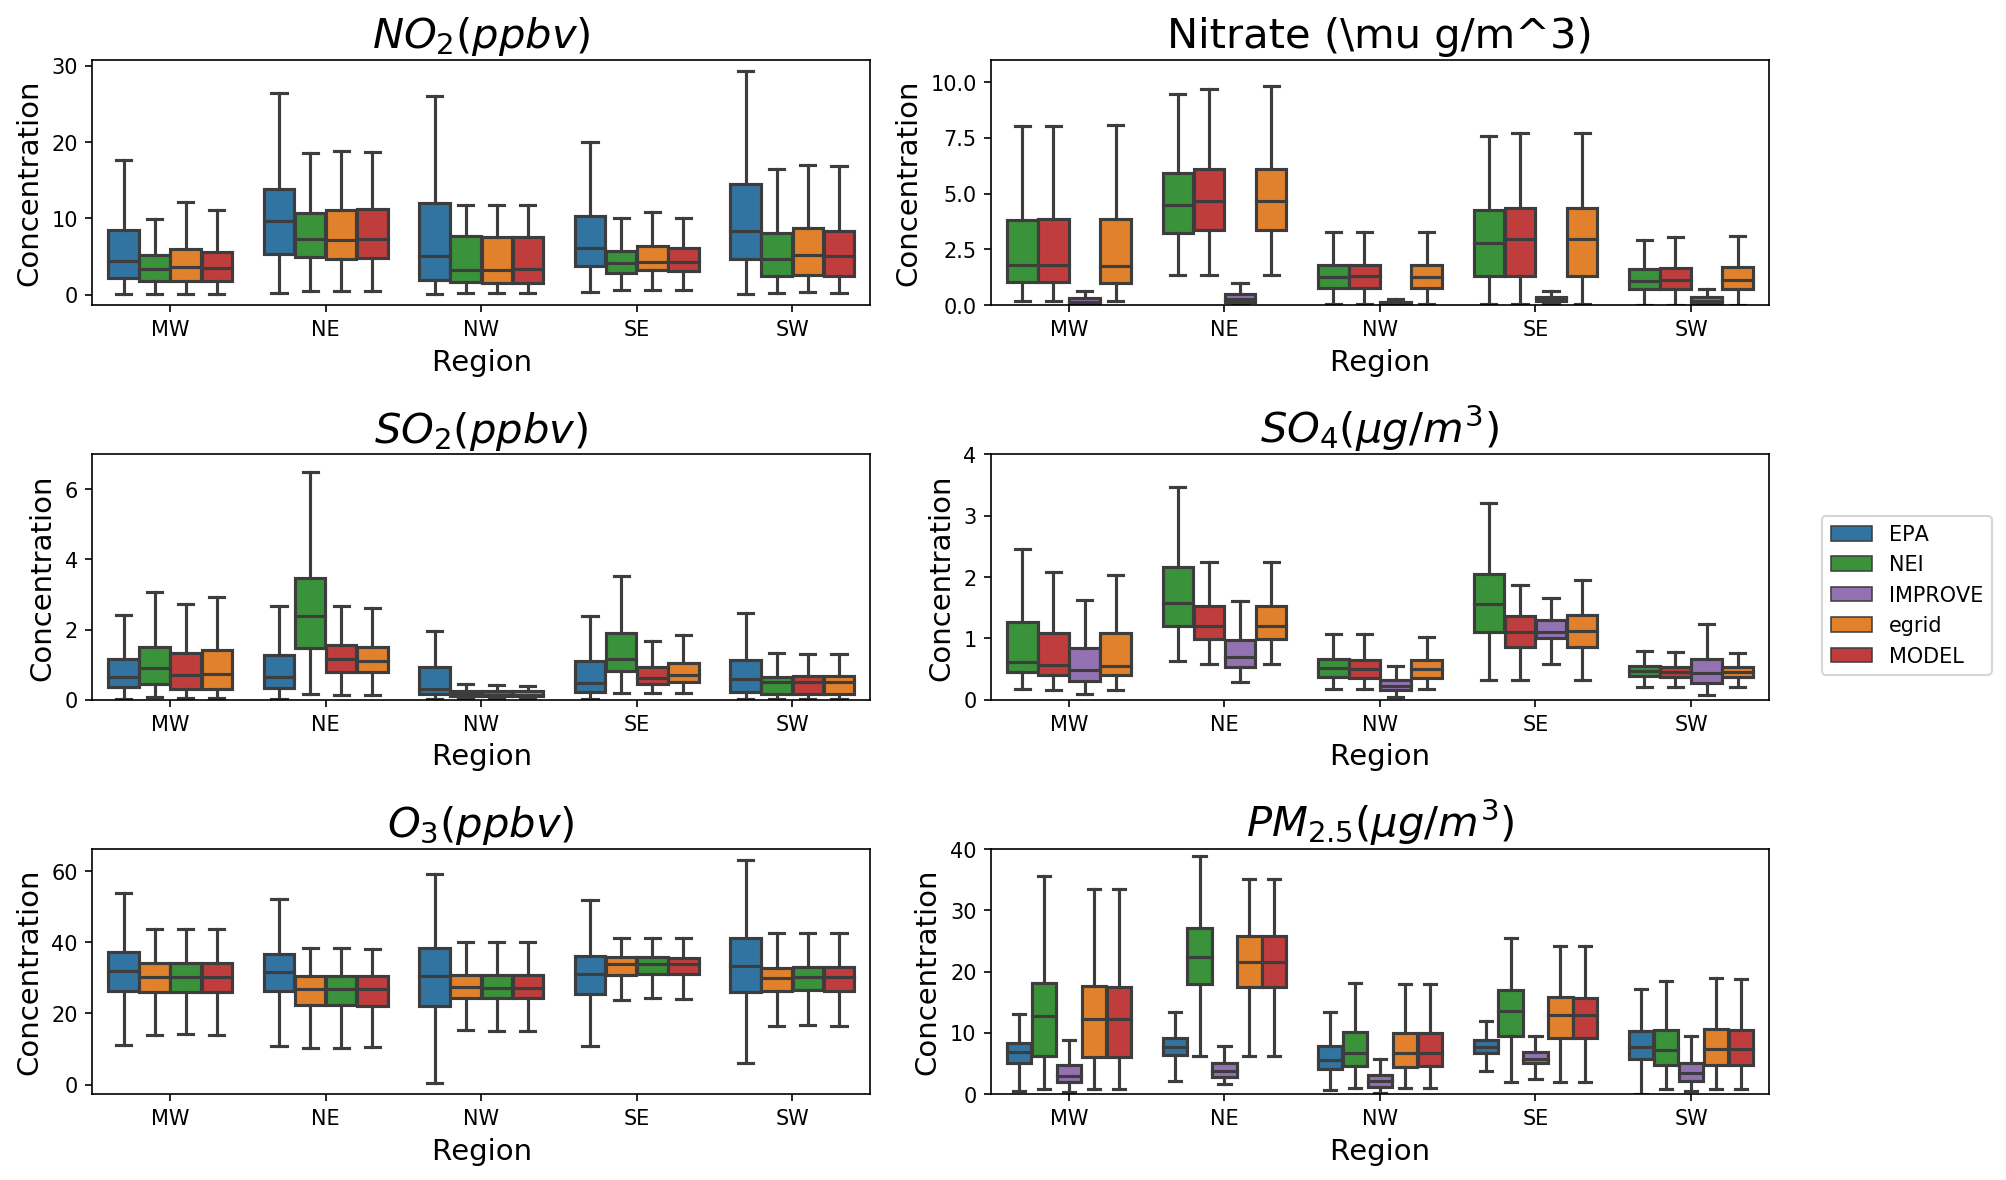 NO₂(ppbv)
Concentration
30
20
10
0
MW NE NW SE SW
Region
Nitrate (\mu g/m^3)
Concentration
10.0
7.5
5.0
2.5
0.0
MW NE NW SE SW
Region
SO₂(ppbv)
Concentration
6
4
2
0
MW NE NW SE SW
Region
SO₄(μg/m³)
Concentration
4
3
2
1
0
MW NE NW SE SW
Region
EPA
NEI
IMPROVE
egrid
MODEL
O₃(ppbv)
Concentration
60
40
20
0
MW NE NW SE SW
Region
PM₂.₅(μg/m³)
Concentration
40
30
20
10
0
MW NE NW SE SW
Region